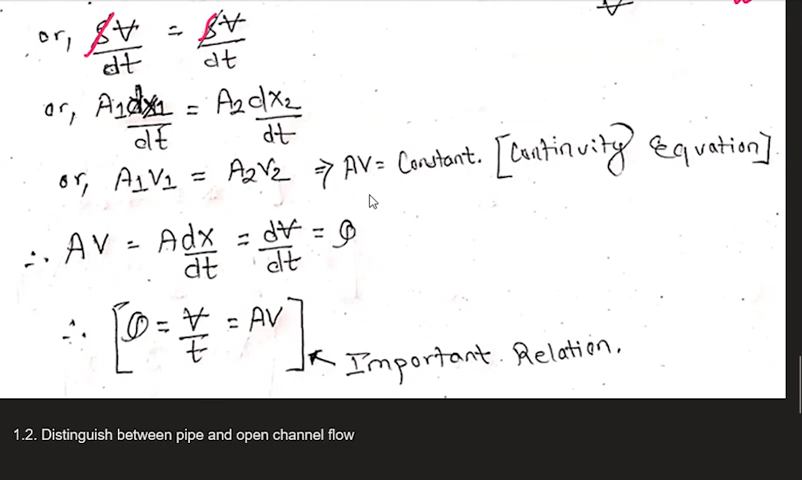 or, ρ∀/dt = ρ∀/dt
or, A1dx1/dt = A2dx2/dt
or, A1V1 = A2V2 ⇒ AV = Constant. [Continuity Equation]
∴ AV = Adx/dt = d∀/dt = Q
∴ [Q = ∀/t = AV]
↖ Important Relation.
1.2. Distinguish between pipe and open channel flow